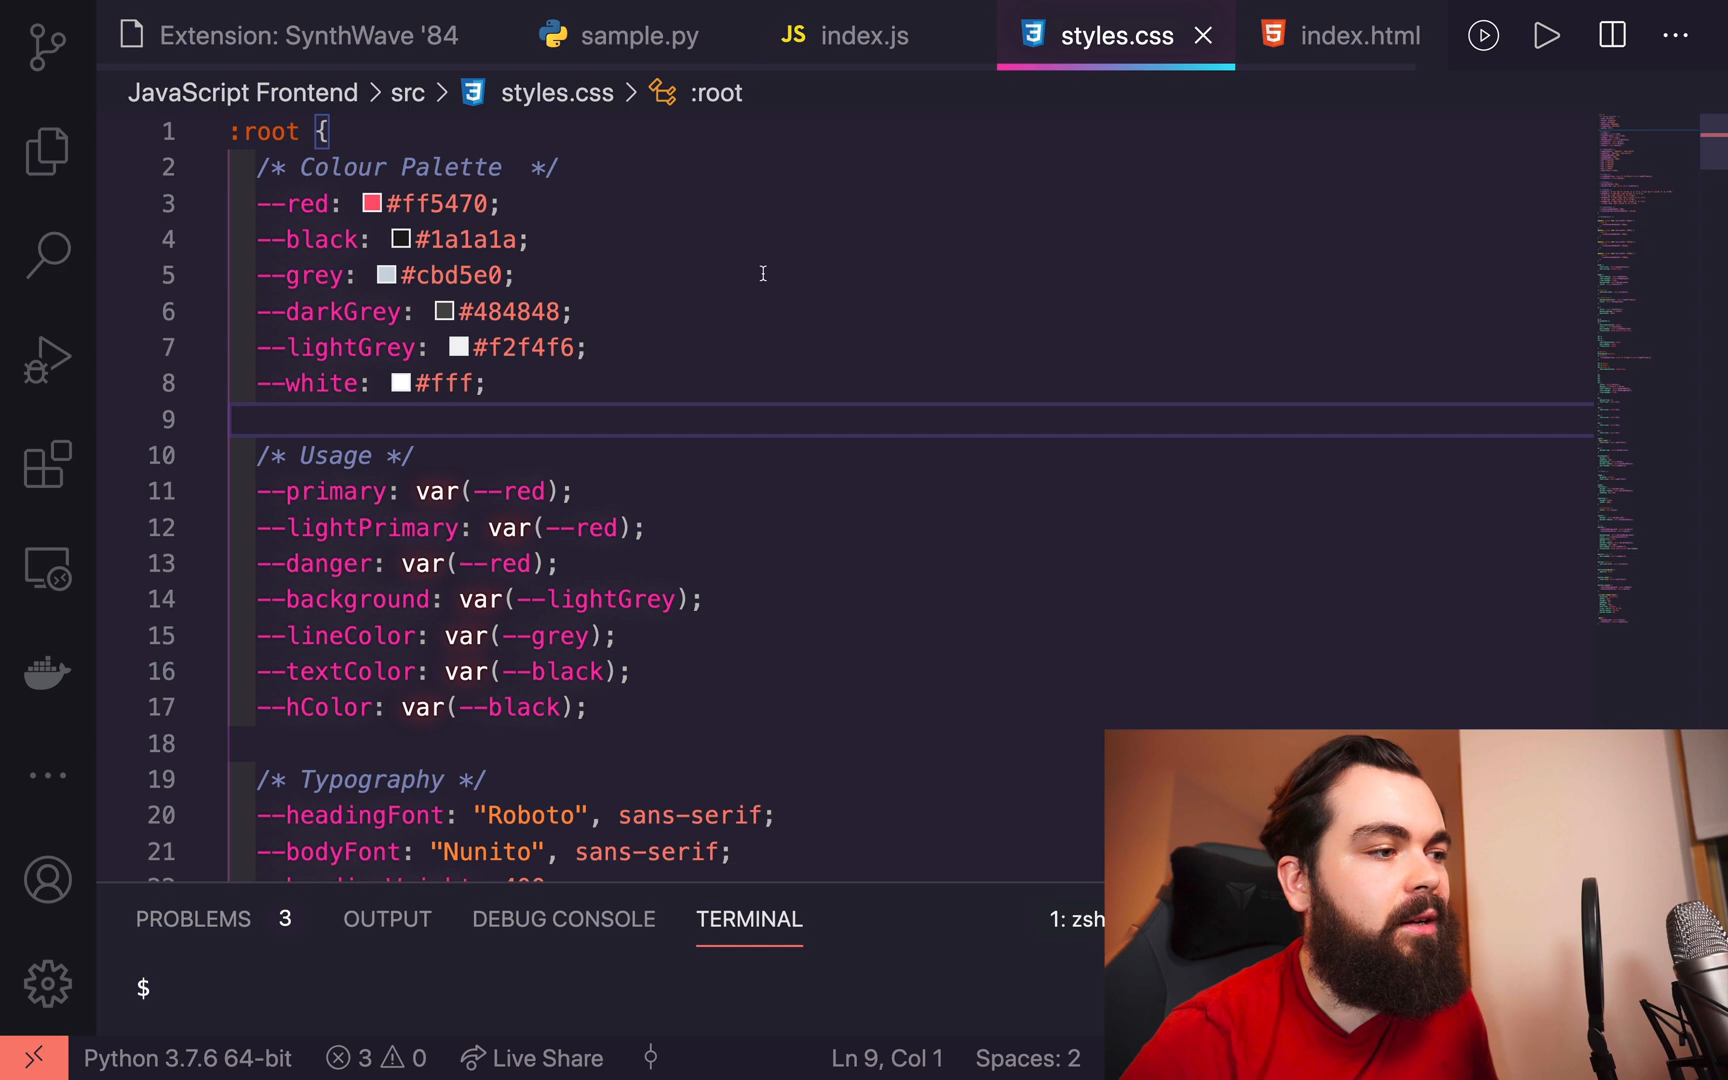 Extension: SynthWave '84
sample.py
JS index.js
styles.css
index.html
JavaScript Frontend > src > styles.css > :root
1 :root {
2 /* Colour Palette */
3 --red: #ff5470;
4 --black: #1a1a1a;
5 --grey: #cbd5e0;
6 --darkGrey: #484848;
7 --lightGrey: #f2f4f6;
8 --white: #fff;
9
10 /* Usage */
11 --primary: var(--red);
12 --lightPrimary: var(--red);
13 --danger: var(--red);
14 --background: var(--lightGrey);
15 --lineColor: var(--grey);
16 --textColor: var(--black);
17 --hColor: var(--black);
18
19 /* Typography */
20 --headingFont: "Roboto", sans-serif;
21 --bodyFont: "Nunito", sans-serif;
PROBLEMS 3 OUTPUT DEBUG CONSOLE TERMINAL 1: zsh
$
Python 3.7.6 64-bit 3 0 Live Share Ln 9, Col 1 Spaces: 2